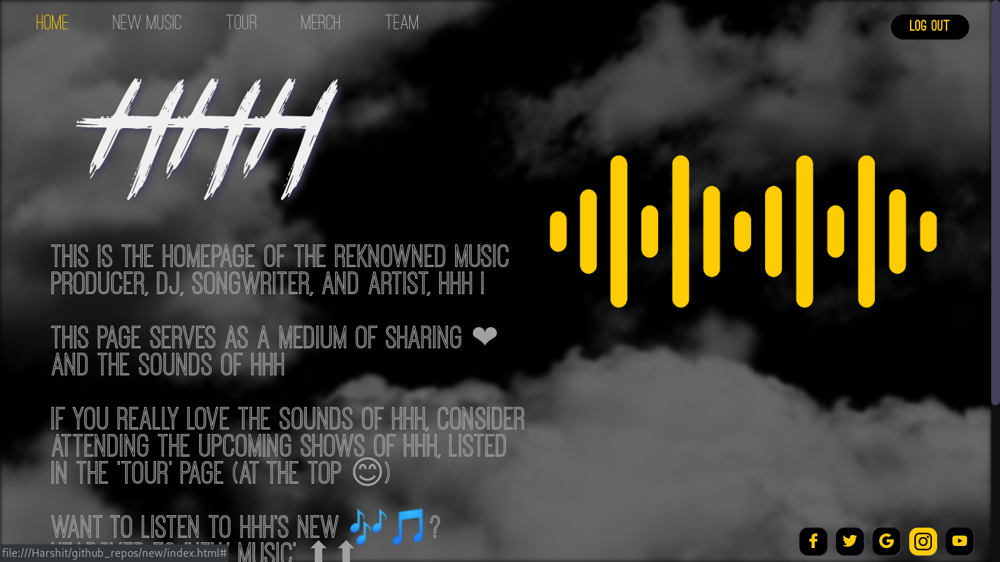 HOME NEW MUSIC TOUR MERCH TEAM LOG OUT
HHH
THIS IS THE HOMEPAGE OF THE REKNOWNED MUSIC
PRODUCER, DJ, SONGWRITER, AND ARTIST, HHH !
THIS PAGE SERVES AS A MEDIUM OF SHARING ❤
AND THE SOUNDS OF HHH
IF YOU REALLY LOVE THE SOUNDS OF HHH, CONSIDER
ATTENDING THE UPCOMING SHOWS OF HHH, LISTED
IN THE 'TOUR' PAGE (AT THE TOP 😊)
WANT TO LISTEN TO HHH'S NEW 🎶🎵?
MUSIC' ⬆ ⬆
file:///Harshit/github_repos/new/index.html#